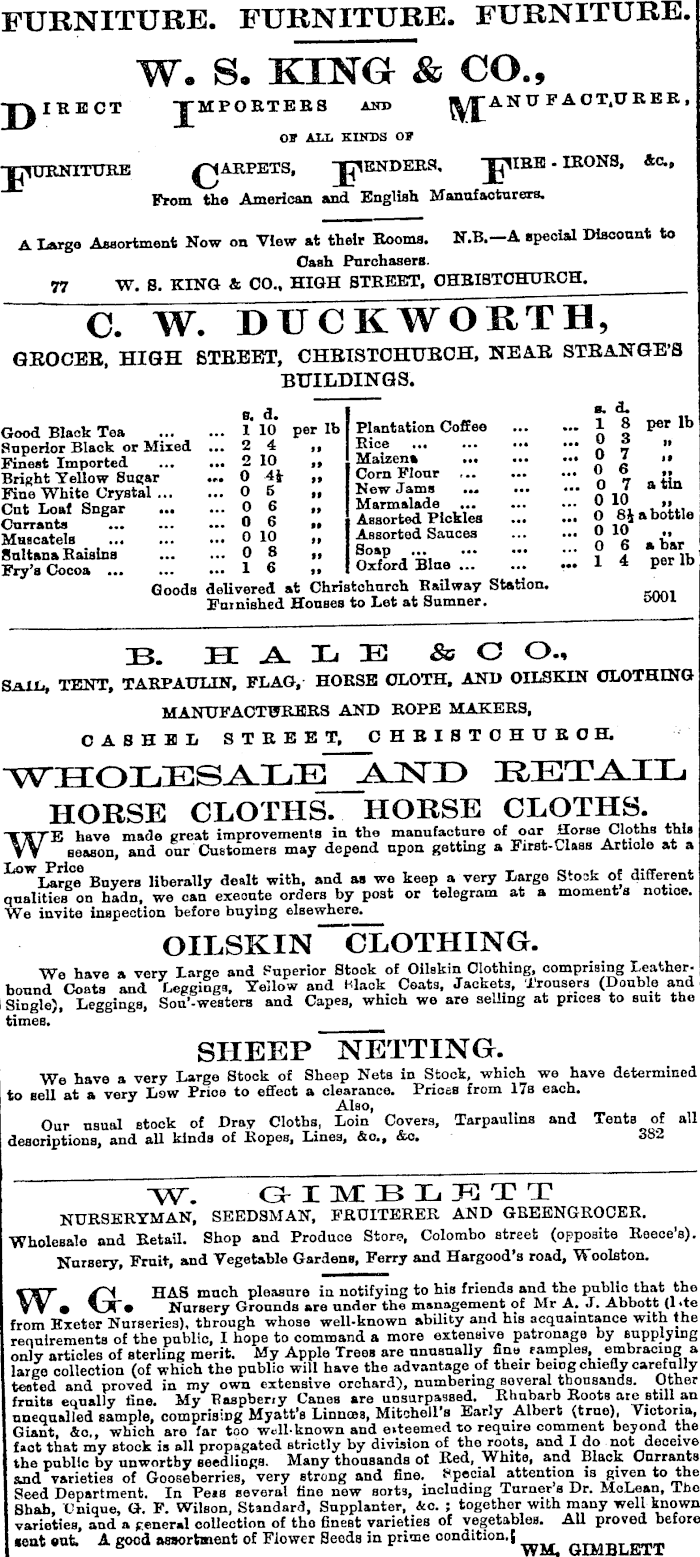 FURNITURE. FURNITURE. FURNITURE.
W. S. KING & CO.,
DIRECT IMPORTERS AND MANUFACTURER,
OF ALL KINDS OF
FURNITURE CARPETS, FENDERS, FIRE-IRONS, &c.,
From the American and English Manufacturers.
A Large Assortment Now on View at their Rooms. N.B.—A special Discount to
Cash Purchasers.
77 W. S. KING & CO., HIGH STREET, CHRISTCHURCH.
C. W. DUCKWORTH,
GROCER, HIGH STREET, CHRISTCHURCH, NEAR STRANGE'S
BUILDINGS.
s. d.
Good Black Tea ... ... 1 10 per lb
Superior Black or Mixed ... 2 4 „
Finest Imported ... ... 2 10 „
Bright Yellow Sugar ... 0 4½ „
Fine White Crystal ... ... 0 5 „
Cut Loaf Sngar ... ... 0 6 „
Currants ... ... ... 0 6 „
Muscatels ... ... ... 0 10 „
Sultana Raisins ... ... 0 8 „
Fry's Cocoa ... ... ... 1 6 „
s. d.
Plantation Coffee ... ... 1 8 per lb
Rice ... ... ... ... 0 3 „
Maizena ... ... ... 0 7 „
Corn Flour ... ... ... 0 6 „
New Jams ... ... ... 0 7 a tin
Marmalade ... ... ... 0 10 „
Assorted Pickles ... ... 0 8½ a bottle
Assorted Sauces ... ... 0 10 „
Soap ... ... ... ... 0 6 a bar
Oxford Blue ... ... ... 1 4 per lb
Goods delivered at Christchurch Railway Station.
Furnished Houses to Let at Sumner. 5001
B. HALE & CO.,
SAIL, TENT, TARPAULIN, FLAG, HORSE CLOTH, AND OILSKIN CLOTHING
MANUFACTURERS AND ROPE MAKERS,
CASHEL STREET, CHRISTCHURCH.
WHOLESALE AND RETAIL
HORSE CLOTHS. HORSE CLOTHS.
WE have made great improvements in the manufacture of our Horse Cloths this
season, and our Customers may depend upon getting a First-Class Article at a
Low Price
Large Buyers liberally dealt with, and as we keep a very Large Stock of different
qualities on hadn, we can execute orders by post or telegram at a moment's notice.
We invite inspection before buying elsewhere.
OILSKIN CLOTHING.
We have a very Large and Superior Stock of Oilskin Clothing, comprising Leather-
bound Coats and Leggings, Yellow and Black Coats, Jackets, Trousers (Double and
Single), Leggings, Sou'-westers and Capes, which we are selling at prices to suit the
times.
SHEEP NETTING.
We have a very Large Stock of Sheep Nets in Stock, which we have determined
to sell at a very Low Price to effect a clearance. Prices from 17s each.
Also,
Our usual stock of Dray Cloths, Loin Covers, Tarpaulins and Tents of all
descriptions, and all kinds of Ropes, Lines, &c., &c. 382
W. GIMBLETT
NURSERYMAN, SEEDSMAN, FRUITERER AND GREENGROCER.
Wholesale and Retail. Shop and Produce Store, Colombo street (opposite Reece's).
Nursery, Fruit, and Vegetable Gardens, Ferry and Hargood's road, Woolston.
W. G. HAS much pleasure in notifying to his friends and the public that the
Nursery Grounds are under the management of Mr A. J. Abbott (late
from Exeter Nurseries), through whose well-known ability and his acquaintance with the
requirements of the public, I hope to command a more extensive patronage by supplying
only articles of sterling merit. My Apple Trees are unusually fine samples, embracing a
large collection (of which the public will have the advantage of their being chiefly carefully
tested and proved in my own extensive orchard), numbering several thousands. Other
fruits equally fine. My Raspberry Canes are unsurpassed. Rhubarb Roots are still an
unequalled sample, comprising Myatt's Linnœs, Mitchell's Early Albert (true), Victoria,
Giant, &c., which are far too well-known and esteemed to require comment beyond the
fact that my stock is all propagated strictly by division of the roots, and I do not deceive
the public by unworthy seedlings. Many thousands of Red, White, and Black Currants
and varieties of Gooseberries, very strong and fine. Special attention is given to the
Seed Department. In Peas several fine new sorts, including Turner's Dr. McLean, The
Shah, Unique, G. F. Wilson, Standard, Supplanter, &c. ; together with many well known
varieties, and a general collection of the finest varieties of vegetables. All proved before
sent out. A good assortment of Flower Seeds in prime condition.
WM, GIMBLETT